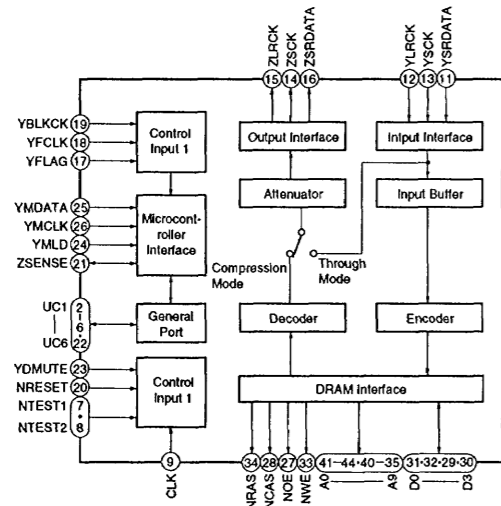 ZLRCK
ZSCK
ZSRDATA
YLRCK
YSCK
YSRDATA
15 14 16
12 13 11
YBLKCK 19
YFCLK 18
YFLAG 17
Control
Input 1
Output Interface
Intput Interface
YMDATA 25
YMCLK 26
YMLD 24
ZSENSE 21
Microcont-
roller
Interface
Attenuator
Input Buffer
Compression
Mode
Through
Mode
UC1
|
UC6
2
-
6
22
General
Port
Decoder
Encoder
YDMUTE 23
NRESET 20
NTEST1 7
NTEST2 8
Control
Input 1
DRAM interface
9
34 28 27 33
41-44•40-35
31•32•29•30
CLK
NRAS
NCAS
NOE
NWE
A0
A9
D0
D3